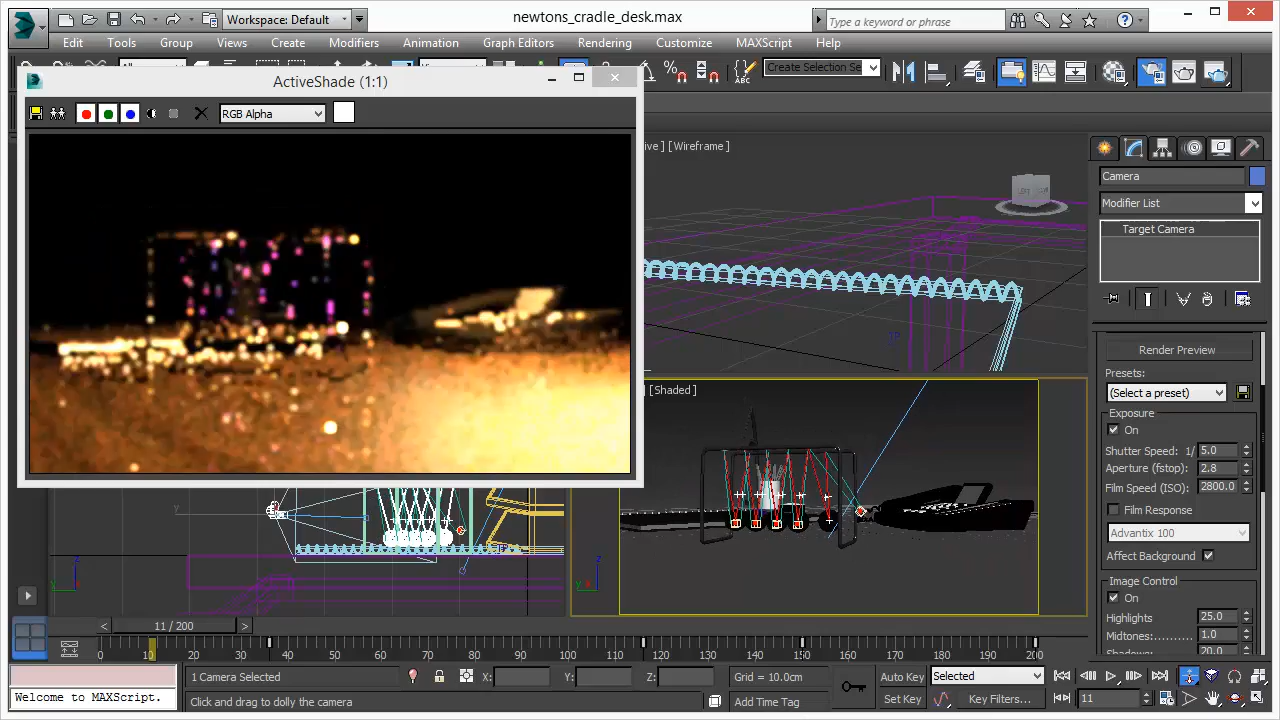 Workspace: Default
newtons_cradle_desk.max
Type a keyword or phrase
Edit Tools Group Views Create Modifiers Animation Graph Editors Rendering Customize MAXScript Help
Create Selection Se
ActiveShade (1:1)
RGB Alpha
] [Wireframe ]
Camera
Modifier List
Target Camera
Render Preview
Presets:
(Select a preset)
Exposure
On
Shutter Speed: 1/ 5.0
Aperture (fstop): 2.8
Film Speed (ISO): 2800.0
Film Response
Advantix 100
Affect Background
Image Control
On
Highlights 25.0
Midtones: 1.0
[Shaded ]
y
z
y
z
y x
< 11 / 200 >
0 10 20 30 40 50 60 70 80 90 100 110 120 130 140 150 160 170 180 190 200
1 Camera Selected X: Y: Z: Grid = 10.0cm Auto Key Selected
Welcome to MAXScript.
Click and drag to dolly the camera Add Time Tag Set Key Key Filters... 11